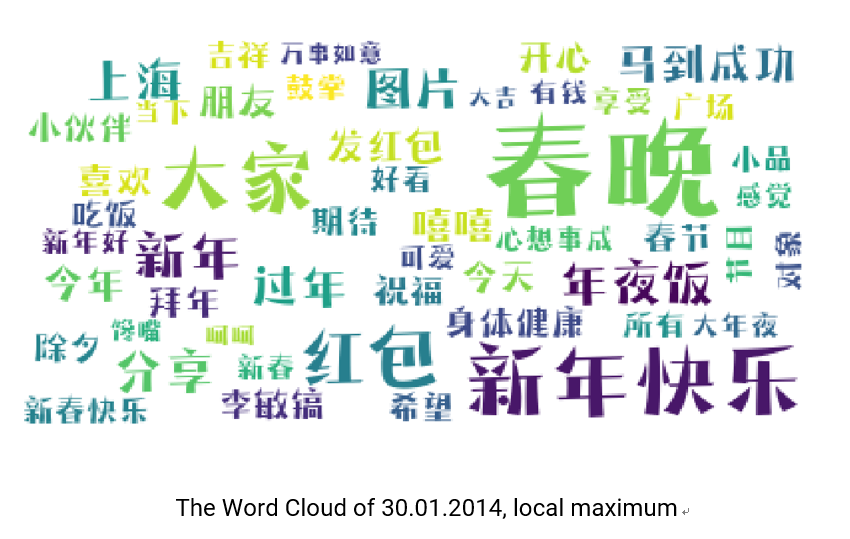 吉祥 万事如意 开心 马到成功
上海 鼓掌 图片 大吉 有钱 享受 广场
当下 朋友
小伙伴 发红包 春晚 小品
喜欢 大家 好看 感觉
吃饭 期待 嘻嘻 心想事成 春节 节目 对象
新年好 新年 可爱
今年 过年 祝福 今天 年夜饭
拜年 身体健康 所有 大年夜
除夕 馋嘴 呵呵 红包 新年快乐
分享 新春
新春快乐 李敏镐 希望
The Word Cloud of 30.01.2014, local maximum